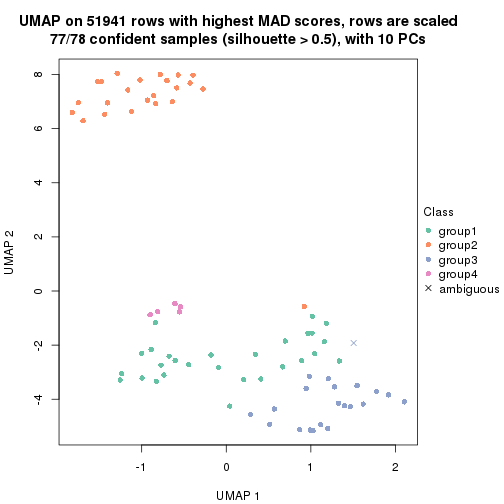 UMAP on 51941 rows with highest MAD scores, rows are scaled
77/78 confident samples (silhouette > 0.5), with 10 PCs
8
6
4
2
0
-2
-4
UMAP 2
-1
0
1
2
UMAP 1
Class
group1
group2
group3
group4
ambiguous